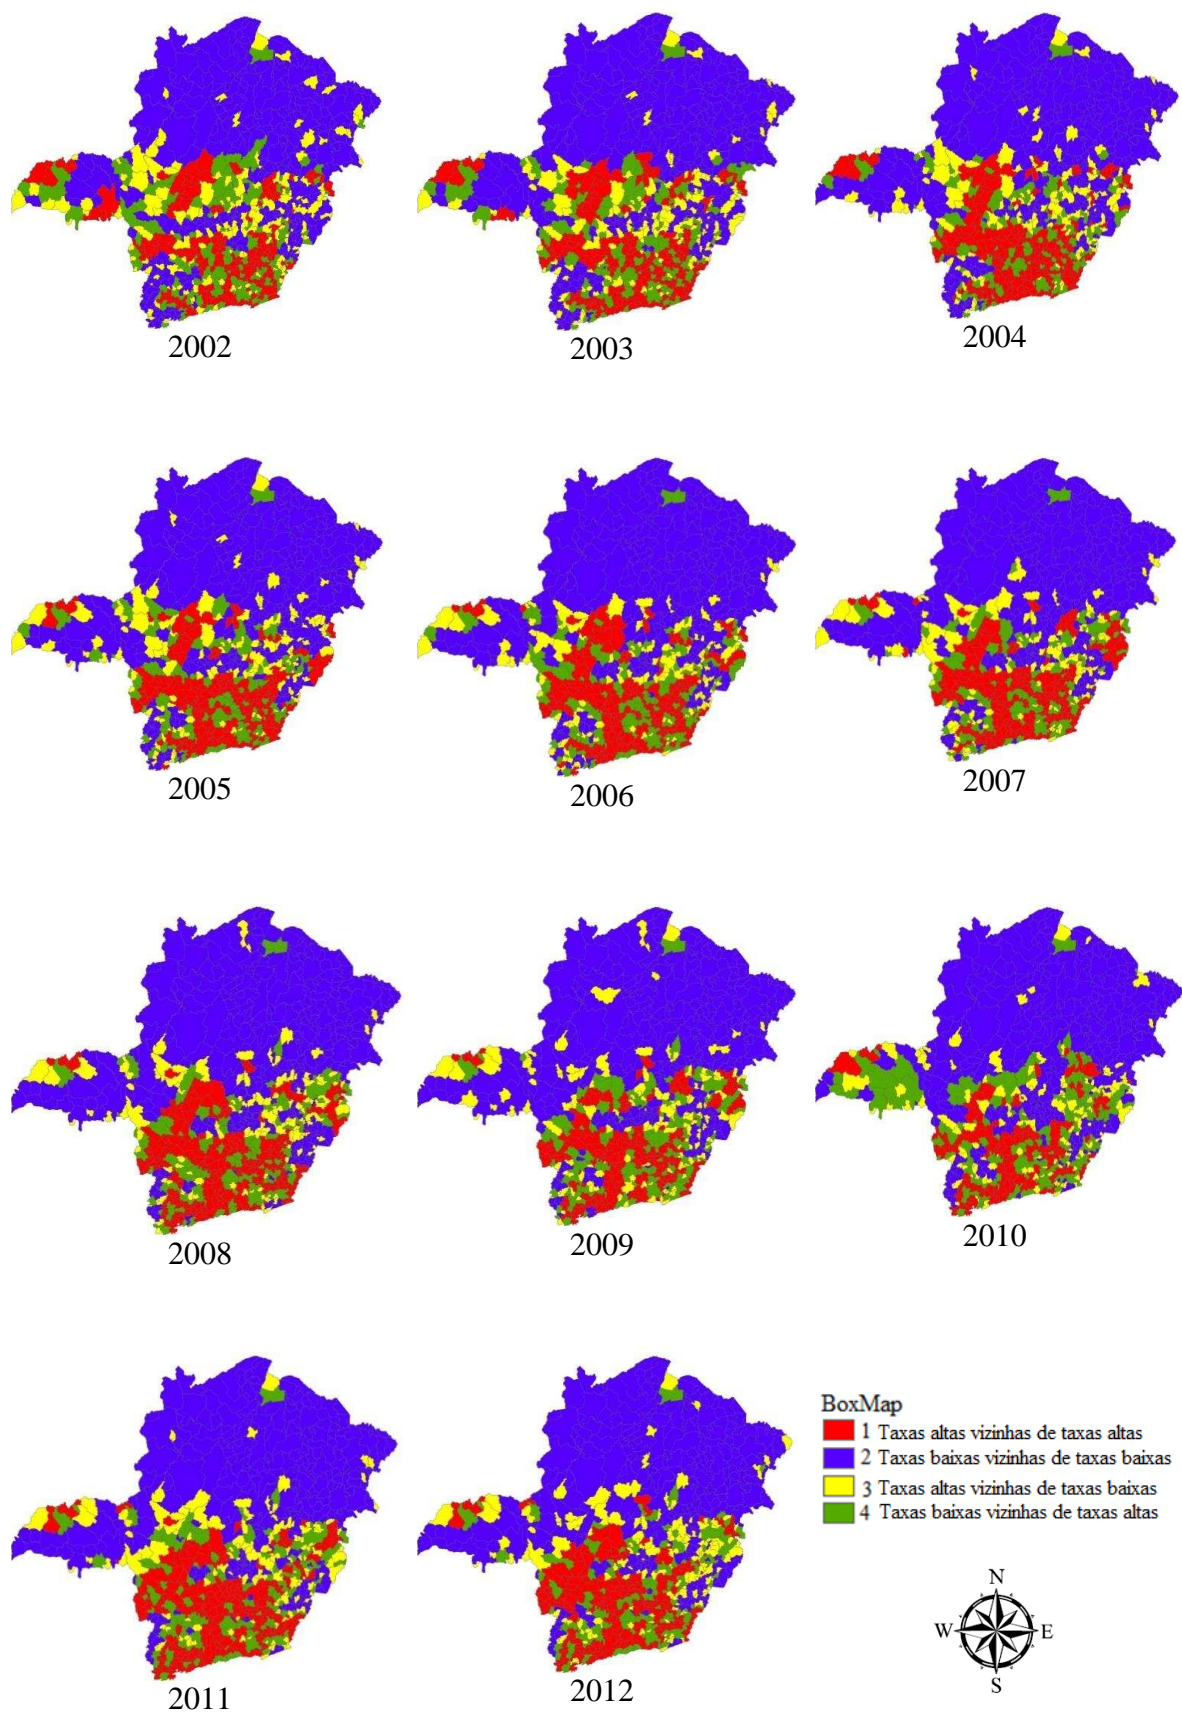 2002
2003
2004
2005
2006
2007
2008
2009
2010
2011
2012
BoxMap
1 Taxas altas vizinhas de taxas altas
2 Taxas baixas vizinhas de taxas baixas
3 Taxas altas vizinhas de taxas baixas
4 Taxas baixas vizinhas de taxas altas
N
W E
S